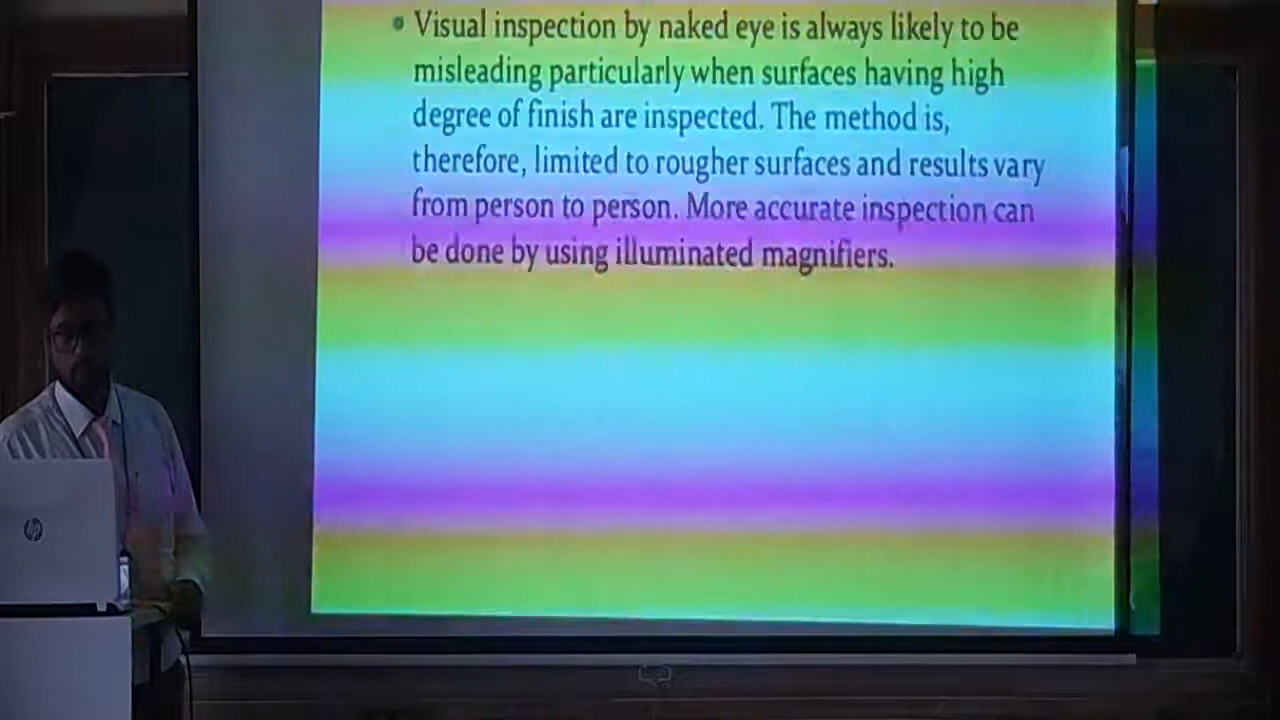 • Visual inspection by naked eye is always likely to be
misleading particularly when surfaces having high
degree of finish are inspected. The method is,
therefore, limited to rougher surfaces and results vary
from person to person. More accurate inspection can
be done by using illuminated magnifiers.
hp